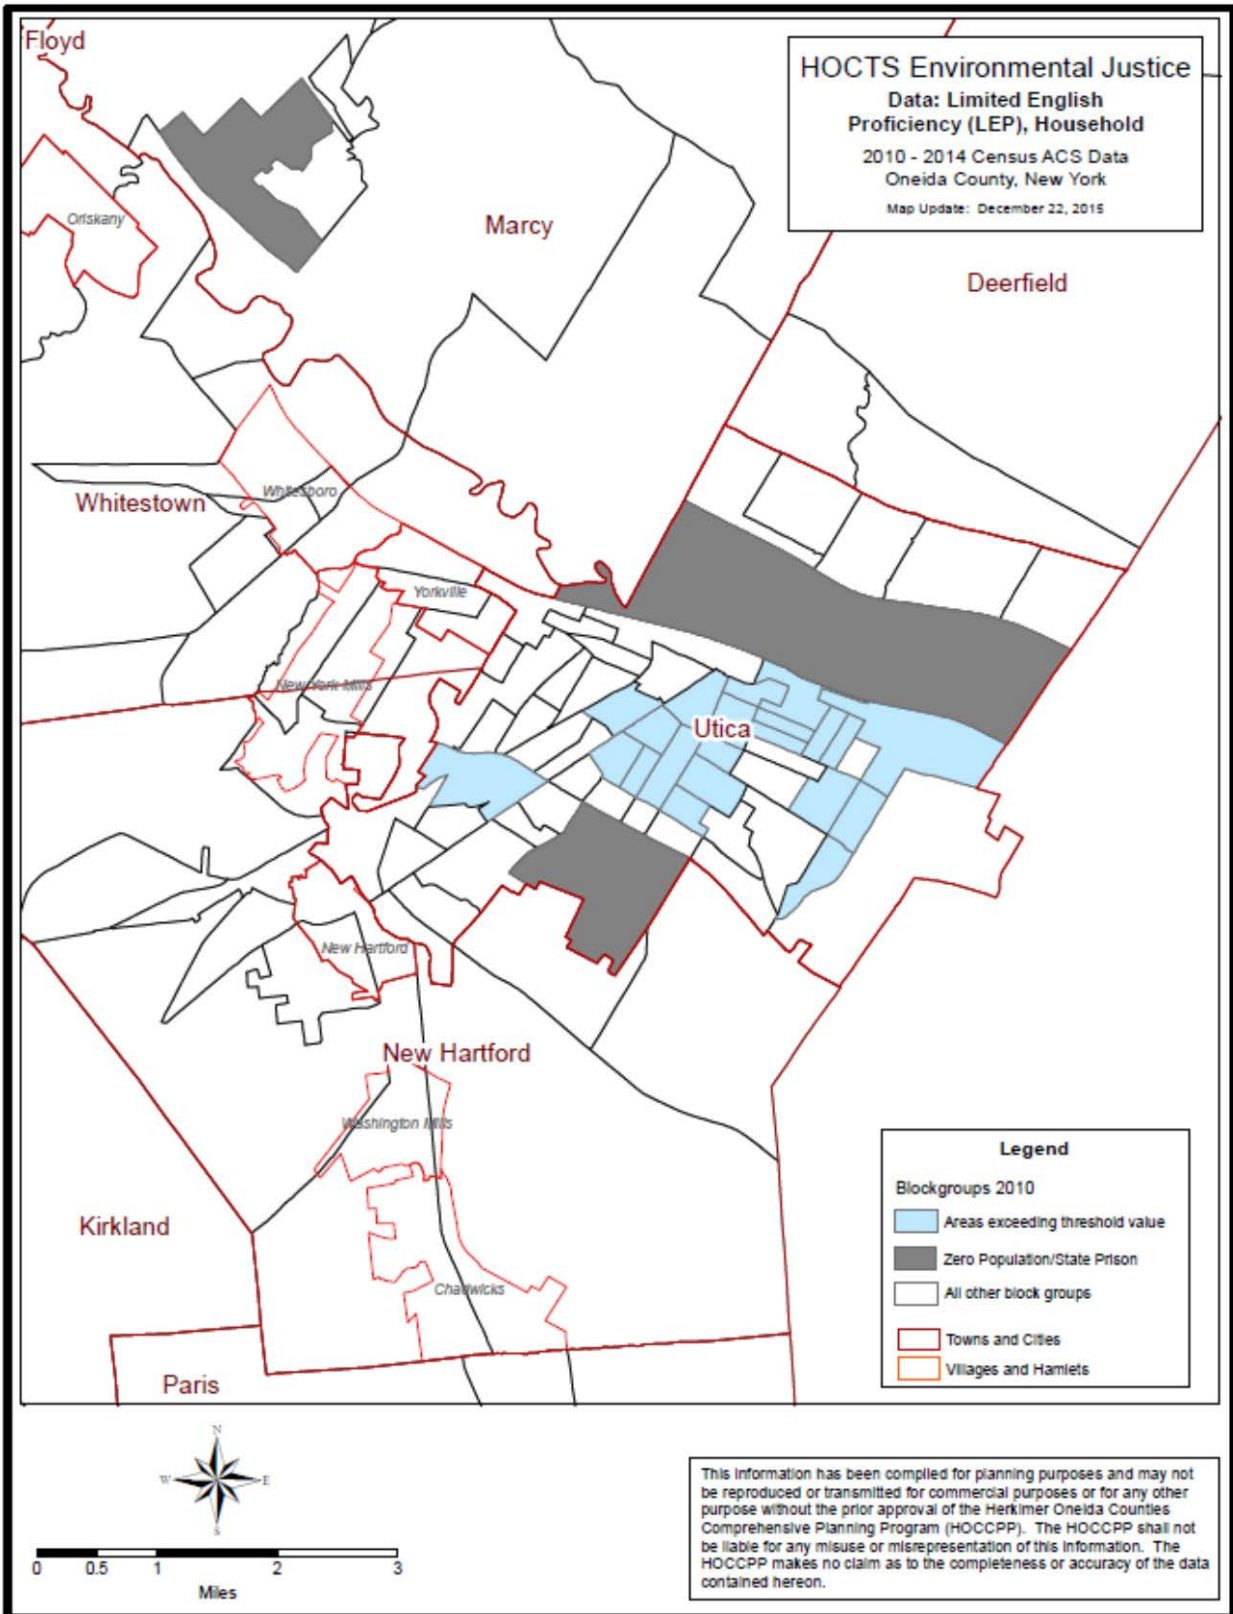 Floyd
HOCTS Environmental Justice
Data: Limited English
Proficiency (LEP), Household
2010 - 2014 Census ACS Data
Oneida County, New York
Map Update: December 22, 2015
Oriskany
Marcy
Deerfield
Whitestown
Whitesboro
Yorkville
New York Mills
Utica
New Hartford
New Hartford
Washington Mills
Kirkland
Chadwicks
Paris
Legend
Blockgroups 2010
Areas exceeding threshold value
Zero Population/State Prison
All other block groups
Towns and Cities
Villages and Hamlets
N
W
E
S
0 0.5 1 2 3
Miles
This information has been compiled for planning purposes and may not
be reproduced or transmitted for commercial purposes or for any other
purpose without the prior approval of the Herkimer Oneida Counties
Comprehensive Planning Program (HOCCPP). The HOCCPP shall not
be liable for any misuse or misrepresentation of this information. The
HOCCPP makes no claim as to the completeness or accuracy of the data
contained hereon.